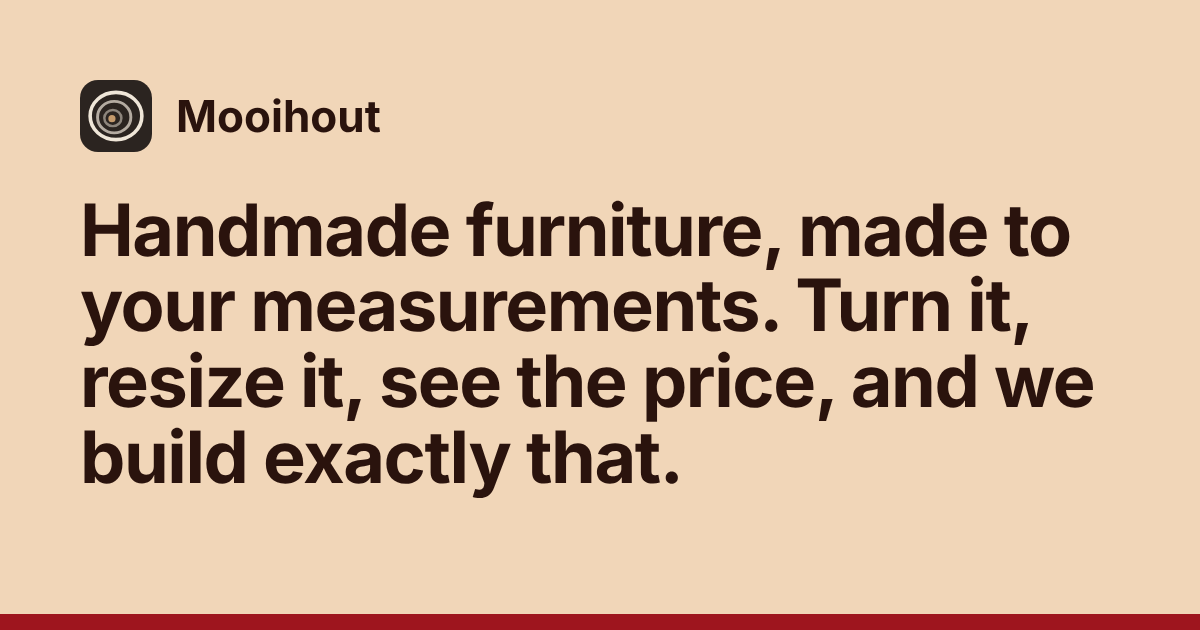 Mooihout
Handmade furniture, made to
your measurements. Turn it,
resize it, see the price, and we
build exactly that.